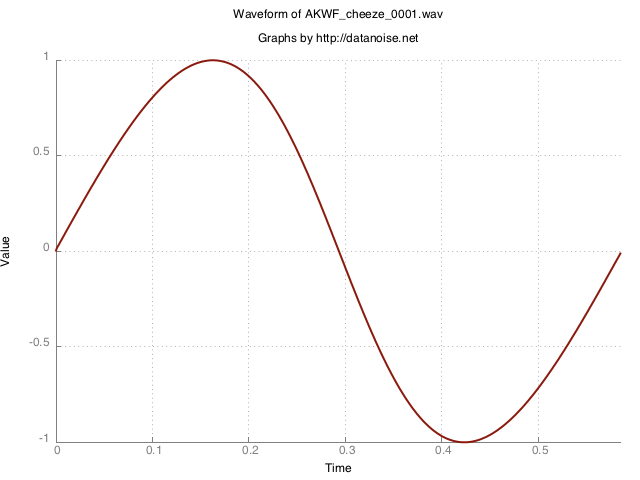 Waveform of AKWF_cheeze_0001.wav
Graphs by http://datanoise.net
1
0.5
0
-0.5
-1
Value
0 0.1 0.2 0.3 0.4 0.5
Time